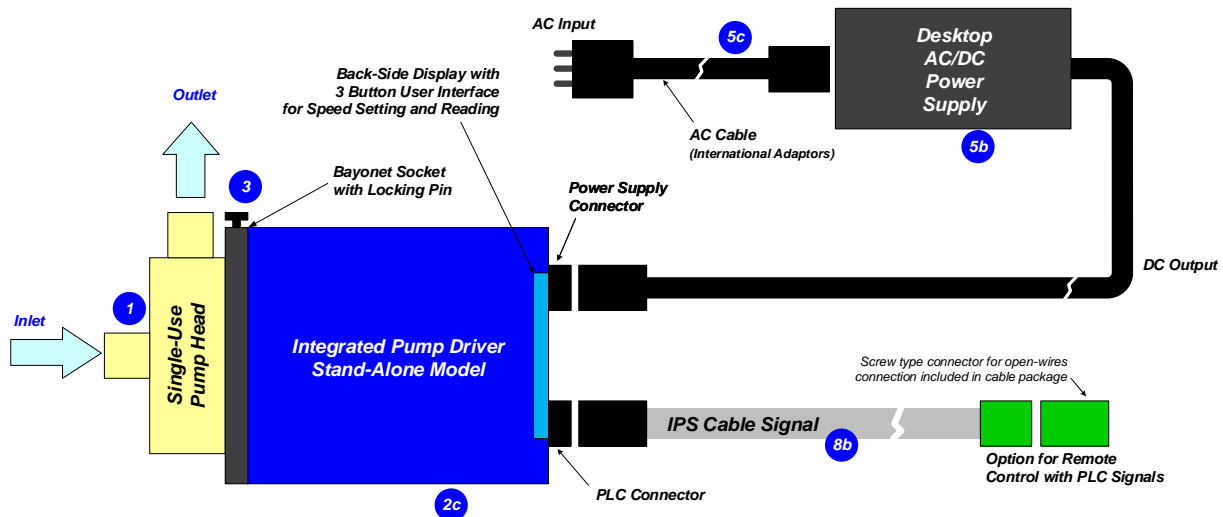 AC Input
5c
Desktop
AC/DC
Power
Supply
5b
AC Cable
(International Adaptors)
Back-Side Display with
3 Button User Interface
for Speed Setting and Reading
Outlet
3
Bayonet Socket
with Locking Pin
Power Supply
Connector
DC Output
1
Inlet
Single-Use
Pump Head
Integrated Pump Driver
Stand-Alone Model
Screw type connector for open-wires
connection included in cable package
IPS Cable Signal
8b
Option for Remote
Control with PLC Signals
PLC Connector
2c